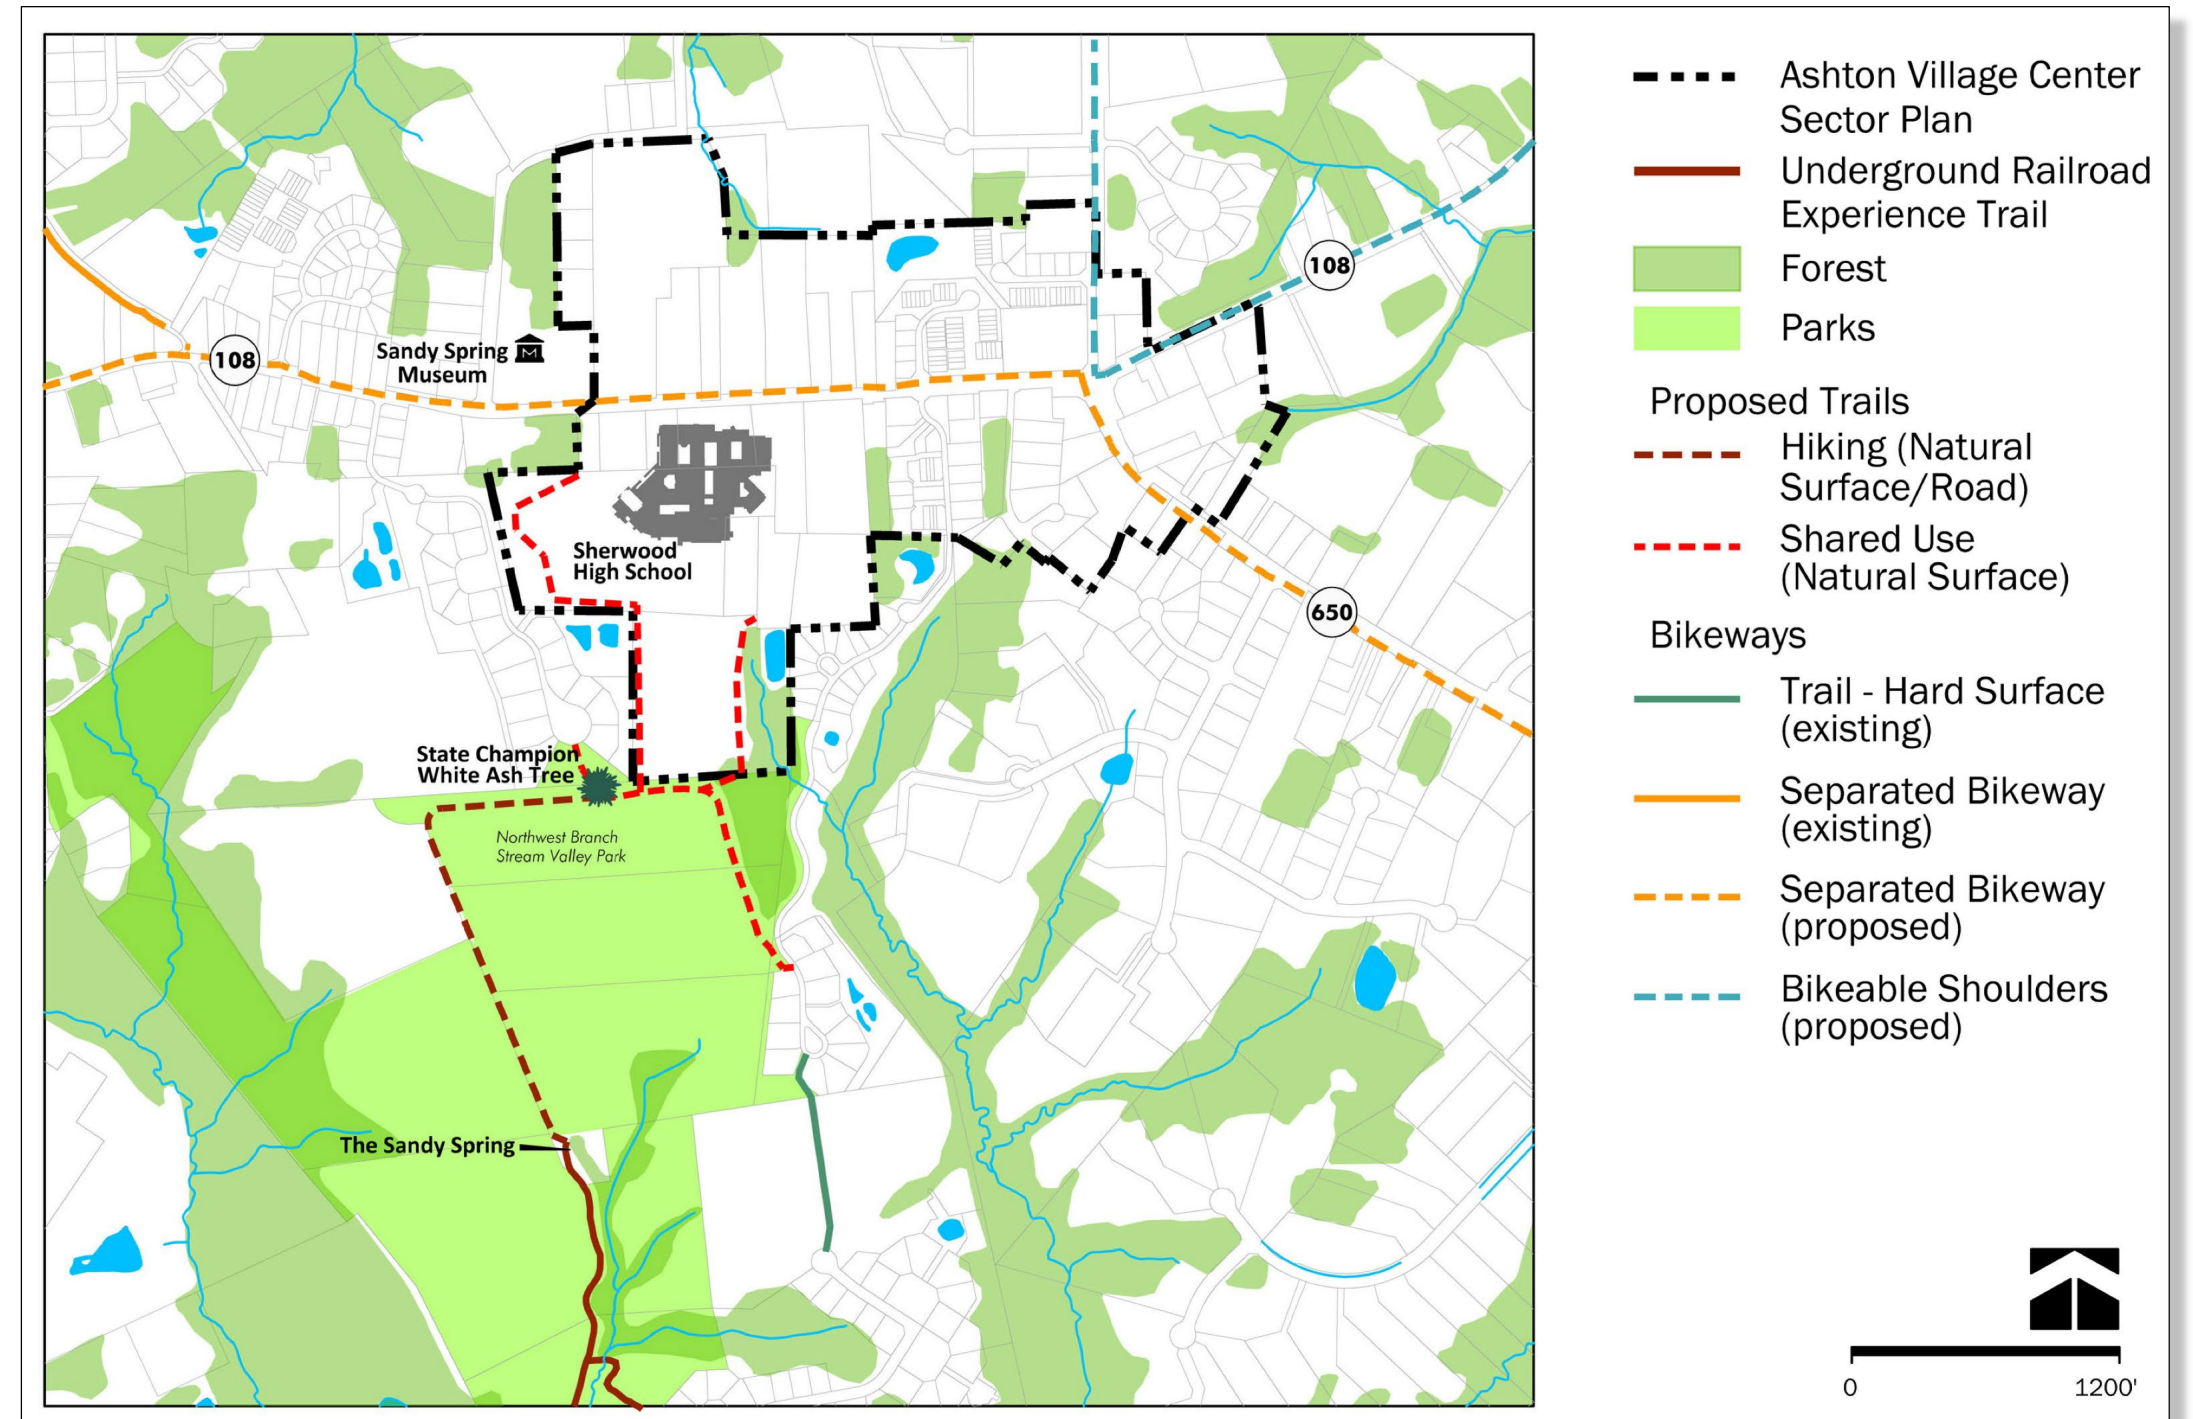 108
108
Sandy Spring
Museum
M
Sherwood
High School
650
State Champion
White Ash Tree
Northwest Branch
Stream Valley Park
The Sandy Spring
Ashton Village Center
Sector Plan
Underground Railroad
Experience Trail
Forest
Parks
Proposed Trails
Hiking (Natural
Surface/Road)
Shared Use
(Natural Surface)
Bikeways
Trail - Hard Surface
(existing)
Separated Bikeway
(existing)
Separated Bikeway
(proposed)
Bikeable Shoulders
(proposed)
0
1200'